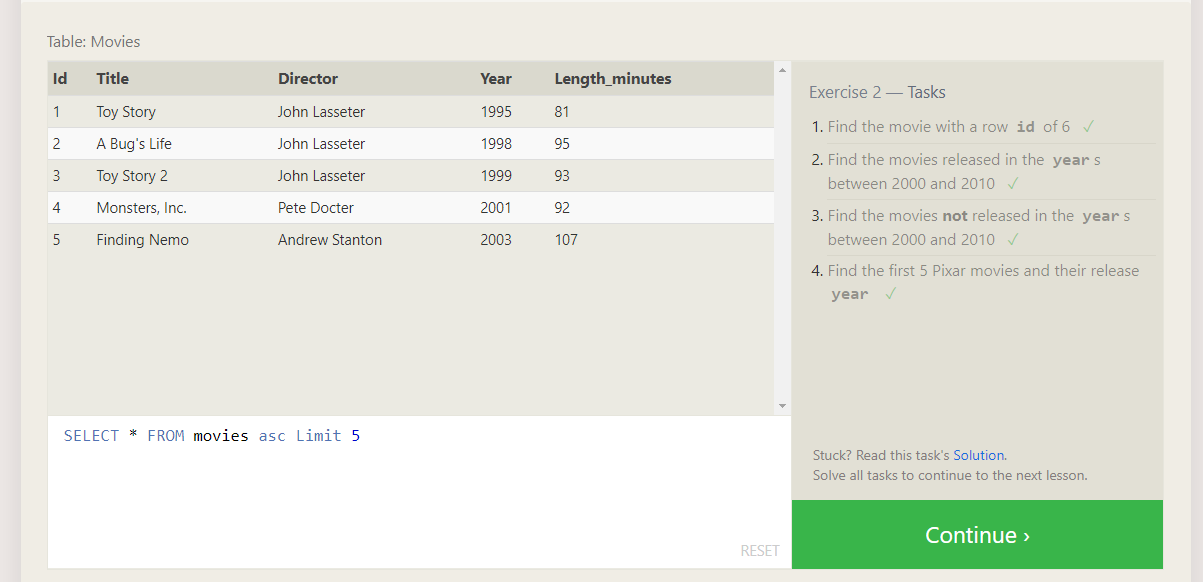 Table: Movies
Id Title Director Year Length_minutes
1 Toy Story John Lasseter 1995 81
2 A Bug's Life John Lasseter 1998 95
3 Toy Story 2 John Lasseter 1999 93
4 Monsters, Inc. Pete Docter 2001 92
5 Finding Nemo Andrew Stanton 2003 107
SELECT * FROM movies asc Limit 5
RESET
Exercise 2 — Tasks
1. Find the movie with a row id of 6 ✓
2. Find the movies released in the year s
between 2000 and 2010 ✓
3. Find the movies not released in the year s
between 2000 and 2010 ✓
4. Find the first 5 Pixar movies and their release
year ✓
Stuck? Read this task's Solution.
Solve all tasks to continue to the next lesson.
Continue ›